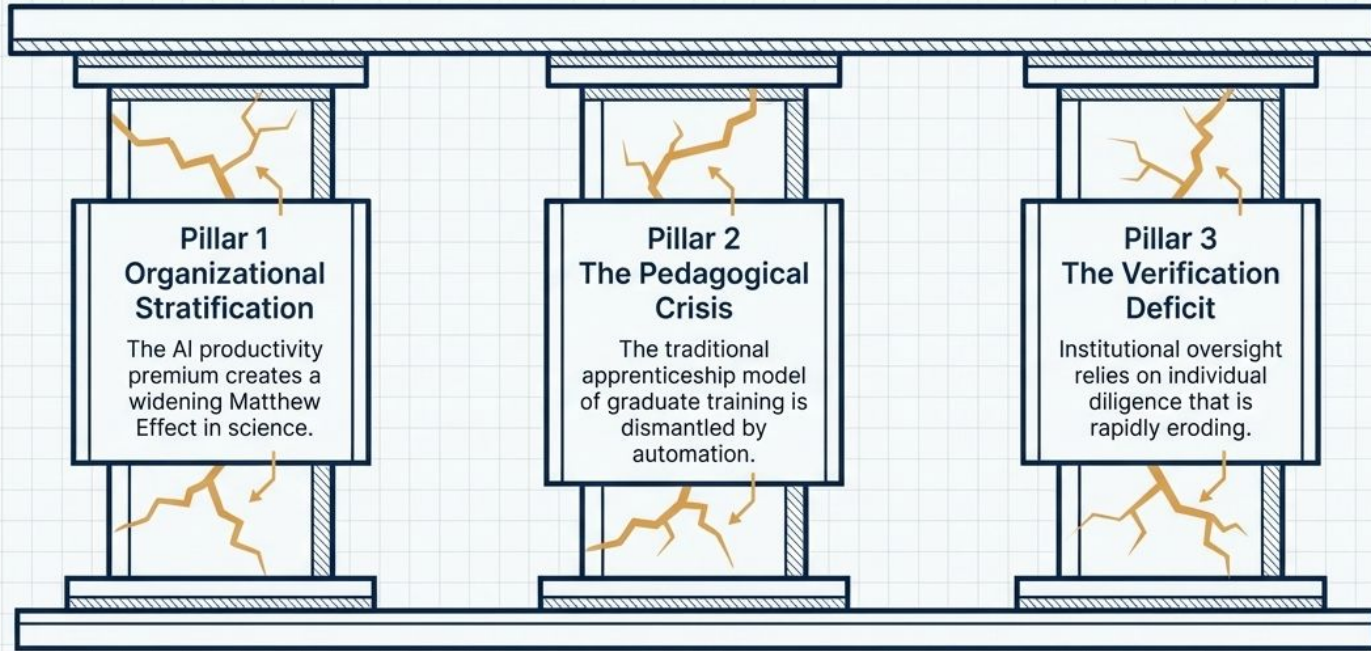 Pillar 1
Organizational
Stratification
The AI productivity
premium creates a
widening Matthew
Effect in science.
Pillar 2
The Pedagogical
Crisis
The traditional
apprenticeship model
of graduate training is
dismantled by
automation.
Pillar 3
The Verification
Deficit
Institutional oversight
relies on individual
diligence that is
rapidly eroding.